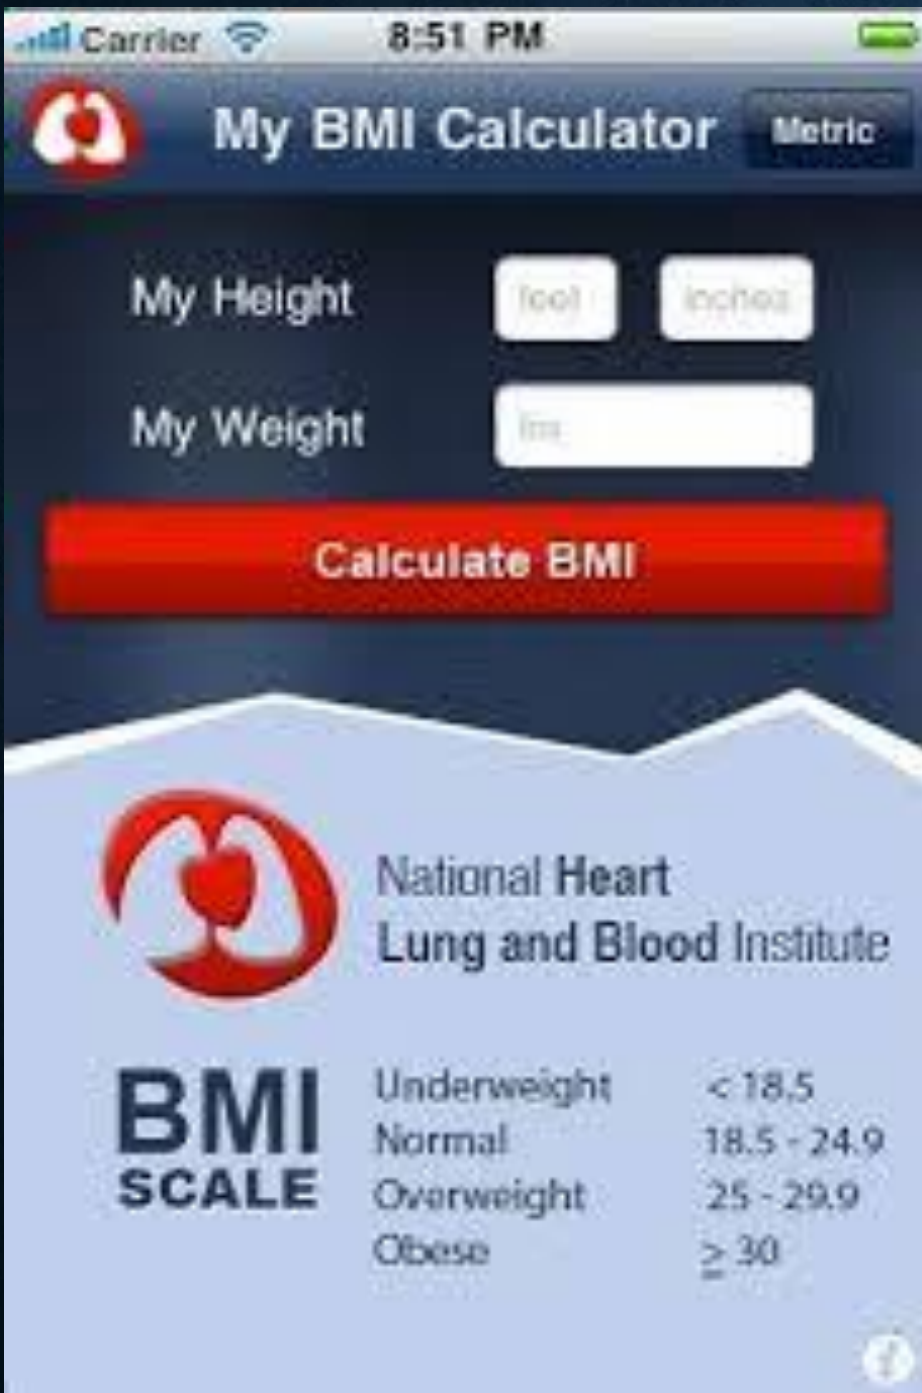 Carrier 8:51 PM
My BMI Calculator Metric
My Height feet inches
My Weight lbs
Calculate BMI
National Heart
Lung and Blood Institute
BMI
SCALE
Underweight < 18.5
Normal 18.5 - 24.9
Overweight 25 - 29.9
Obese ≥ 30